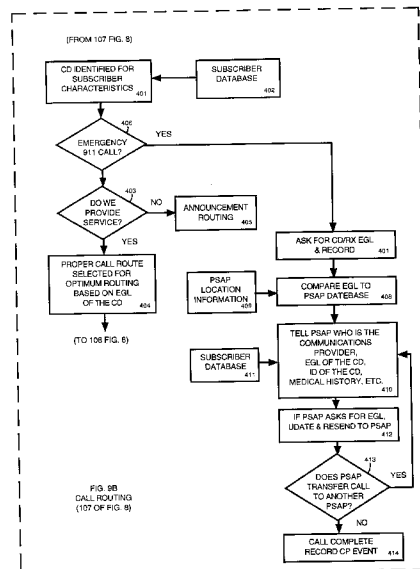 (FROM 107 FIG. 8)
CD IDENTIFIED FOR
SUBSCRIBER
CHARACTERISTICS
401
SUBSCRIBER
DATABASE
402
406
EMERGENCY
911 CALL?
YES
403
DO WE
PROVIDE
SERVICE?
NO
ANNOUNCEMENT
ROUTING
405
YES
PROPER CALL ROUTE
SELECTED FOR
OPTIMUM ROUTING
BASED ON EGL
OF THE CD
404
(TO 108 FIG. 8)
ASK FOR CD/RX EGL
& RECORD
401
PSAP
LOCATION
INFORMATION
409
COMPARE EGL TO
PSAP DATEBASE
408
SUBSCRIBER
DATABASE
411
TELL PSAP WHO IS THE
COMMUNICATIONS
PROVIDER,
EGL OF THE CD,
ID OF THE CD,
MEDICAL HISTORY, ETC.
410
IF PSAP ASKS FOR EGL,
UDATE & RESEND TO PSAP
412
413
DOES PSAP
TRANSFER CALL
TO ANOTHER
PSAP?
YES
NO
CALL COMPLETE
RECORD CP EVENT
414
FIG. 9B
CALL ROUTING
(107 OF FIG. 8)